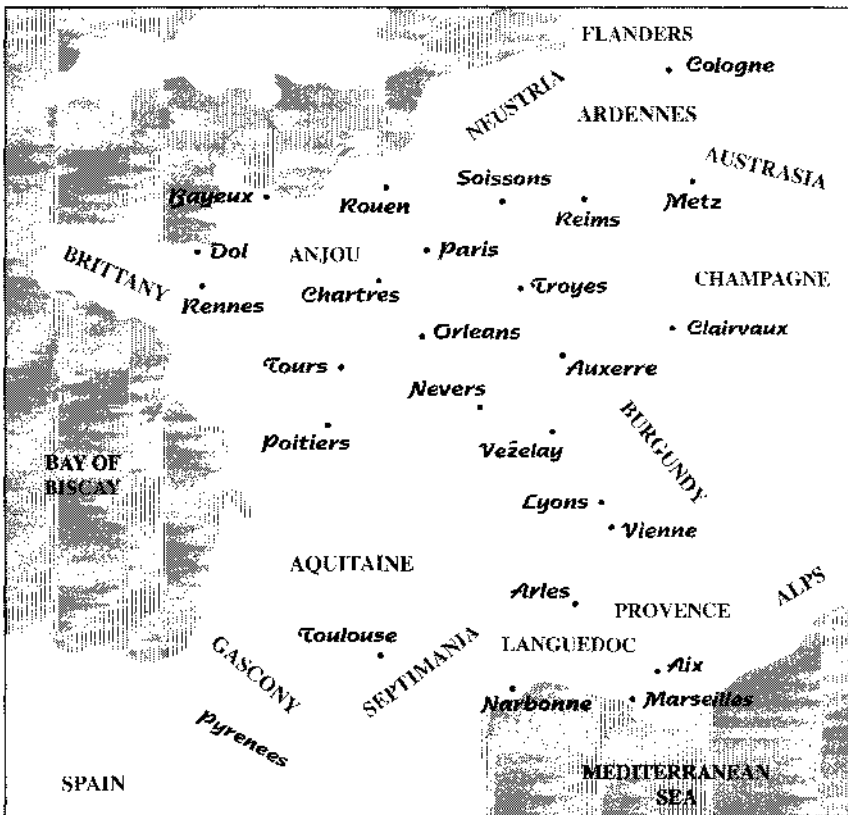 FLANDERS
Cologne
NEUSTRIA
ARDENNES
AUSTRASIA
Soissons
Bayeux
Rouen
Reims
Metz
BRITTANY
Dol
ANJOU
Paris
CHAMPAGNE
Rennes
Chartres
Troyes
Orleans
Clairvaux
Tours
Auxerre
Nevers
BURGUNDY
Poitiers
Veželay
BAY OF
BISCAY
Lyons
Vienne
AQUITAINE
ALPS
Arles
PROVENCE
Toulouse
LANGUEDOC
GASCONY
SEPTIMANIA
Aix
Narbonne
Marseilles
Pyrenees
SPAIN
MEDITERRANEAN
SEA